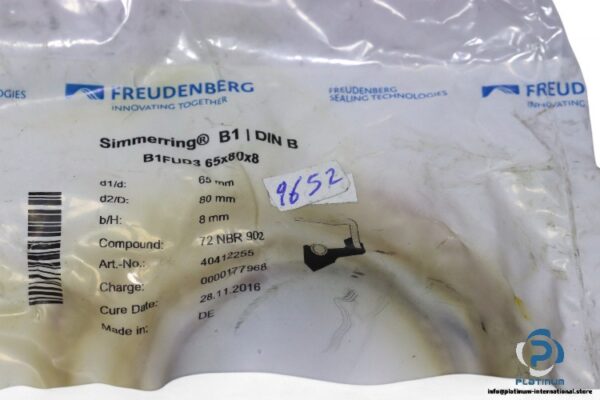 OGIES
FREUDENBERG
INNOVATING TOGETHER
FREUDENBERG
SEALING TECHNOLOGIES
FREUD
INNOVATI
Simmerring® B1 | DIN B
B1FUD3 65x80x8
9652
d1/d: 65 mm
d2/D: 80 mm
b/H: 8 mm
Compound: 72 NBR 902
Art.-No.: 40412255
Charge: 0000177968
Cure Date: 28.11.2016
Made in: DE
PLATINUM
info@platinum-international.store